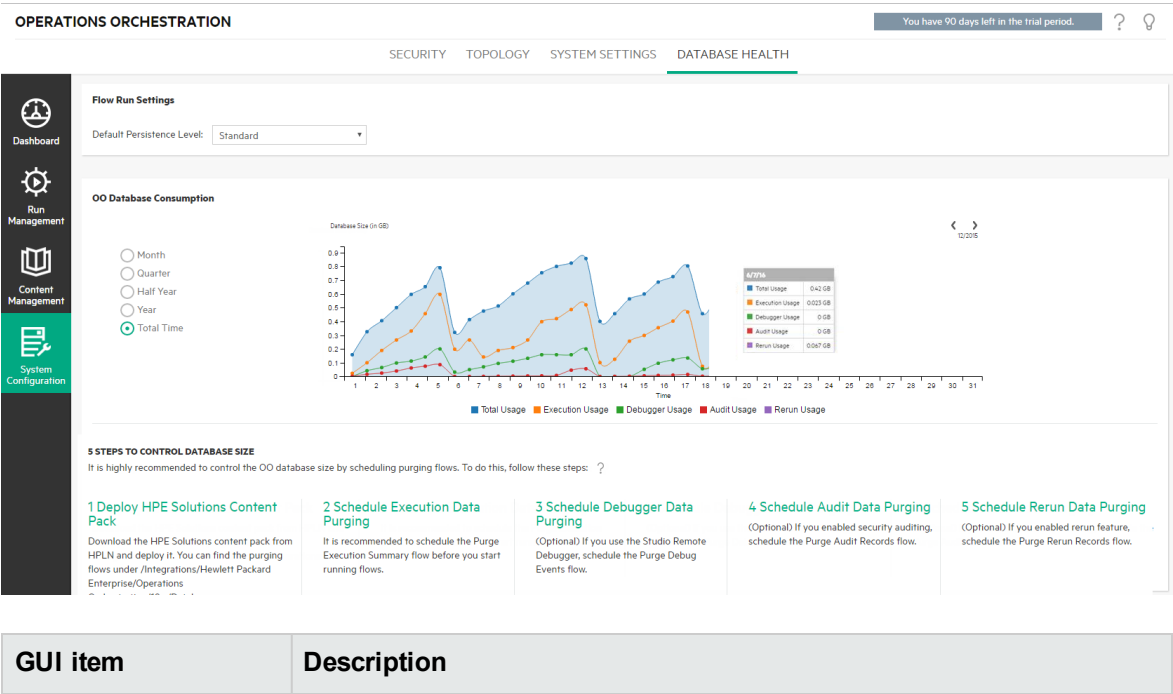 OPERATIONS ORCHESTRATION
You have 90 days left in the trial period.
SECURITY TOPOLOGY SYSTEM SETTINGS DATABASE HEALTH
Dashboard
Run
Management
Content
Management
System
Configuration
Flow Run Settings
Default Persistence Level: Standard
OO Database Consumption
Month
Quarter
Half Year
Year
Total Time
Database Size (in GB)
12/2015
0.9
0.8
0.7
0.6
0.5
0.4
0.3
0.2
0.1
0
1 2 3 4 5 6 7 8 9 10 11 12 13 14 15 16 17 18 19 20 21 22 23 24 25 26 27 28 29 30 31
Time
Total Usage Execution Usage Debugger Usage Audit Usage Rerun Usage
6/7/16
Total Usage 0.42 GB
Execution Usage 0.023 GB
Debugger Usage 0 GB
Audit Usage 0 GB
Rerun Usage 0.067 GB
5 STEPS TO CONTROL DATABASE SIZE
It is highly recommended to control the OO database size by scheduling purging flows. To do this, follow these steps: ?
1 Deploy HPE Solutions Content
Pack
Download the HPE Solutions content pack from
HPLN and deploy it. You can find the purging
flows under /Integrations/Hewlett Packard
Enterprise/Operations
2 Schedule Execution Data
Purging
It is recommended to schedule the Purge
Execution Summary flow before you start
running flows.
3 Schedule Debugger Data
Purging
(Optional) If you use the Studio Remote
Debugger, schedule the Purge Debug
Events flow.
4 Schedule Audit Data Purging
(Optional) If you enabled security auditing,
schedule the Purge Audit Records flow.
5 Schedule Rerun Data Purging
(Optional) If you enabled rerun feature,
schedule the Purge Rerun Records flow.
GUI item Description